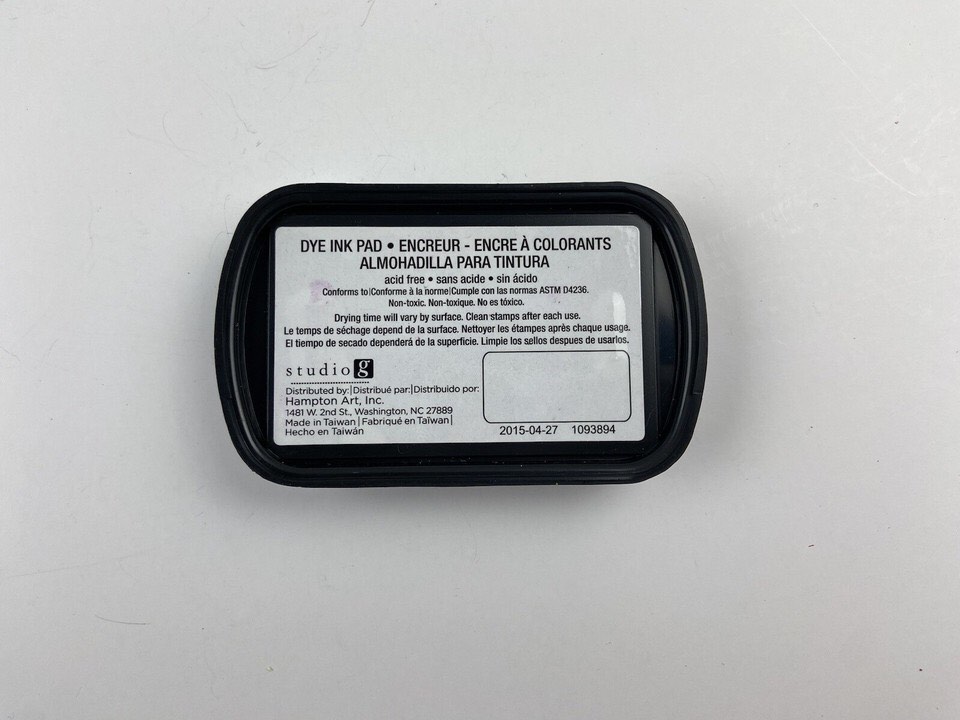 DYE INK PAD • ENCREUR - ENCRE À COLORANTS
ALMOHADILLA PARA TINTURA
acid free • sans acide • sin ácido
Conforms to|Conforme à la norme|Cumple con las normas ASTM D4236.
Non-toxic. Non-toxique. No es tóxico.
Drying time will vary by surface. Clean stamps after each use.
Le temps de séchage depend de la surface. Nettoyer les étampes après chaque usage.
El tiempo de secado dependerá de la superficie. Limpie los sellos despues de usarlos.
studio g
Distributed by:|Distribué par:|Distribuido por:
Hampton Art, Inc.
1481 W. 2nd St., Washington, NC 27889
Made in Taiwan|Fabriqué en Taïwan|
Hecho en Taiwán
2015-04-27 1093894